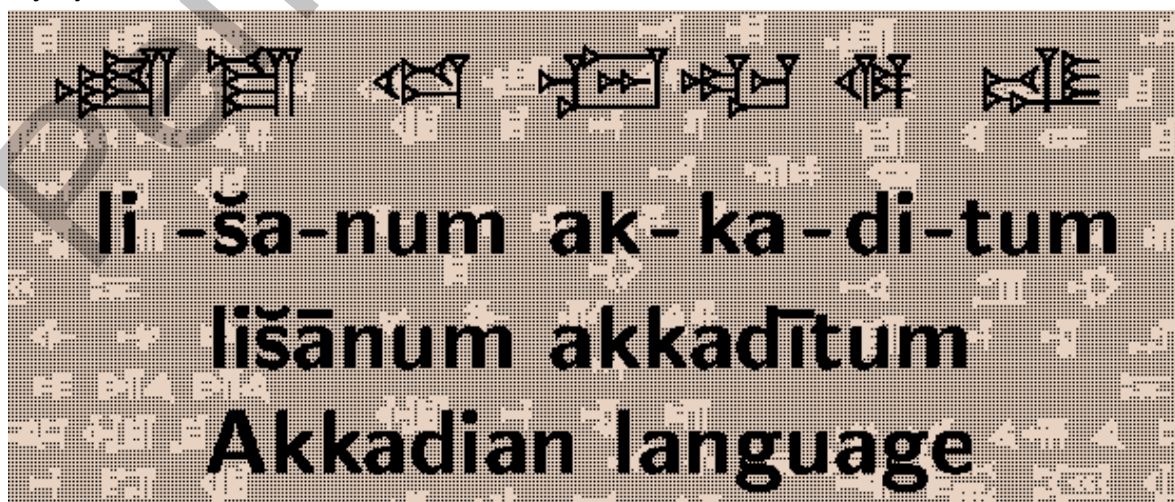 𒇷 𒊭 𒉏 𒀝 𒅗 𒁲 𒌈
li -ša-num ak- ka -di-tum
lišānum akkadītum
Akkadian language